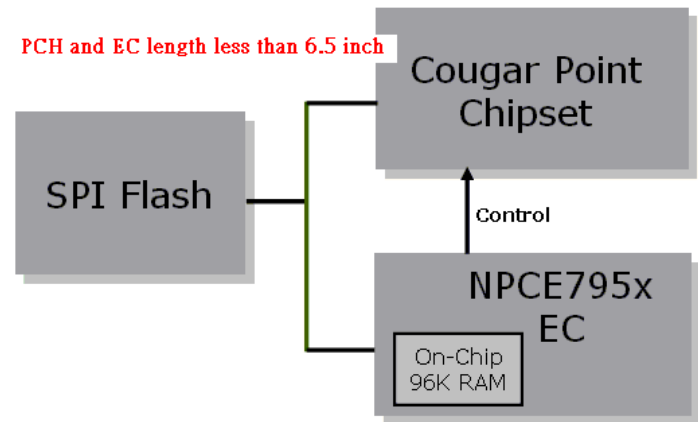 PCH and EC length less than 6.5 inch
Cougar Point
Chipset
SPI Flash
Control
NPCE795x
EC
On-Chip
96K RAM